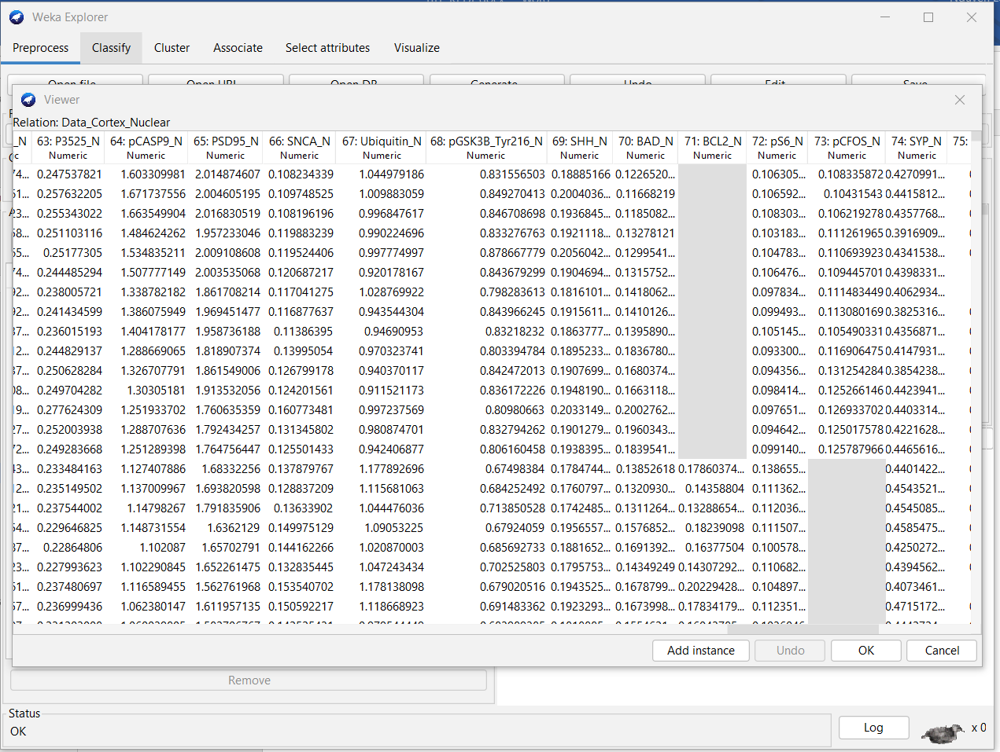 Weka Explorer
Preprocess Classify Cluster Associate Select attributes Visualize
Open file Open URL Open DB Generate Undo Edit Save
Viewer
Relation: Data_Cortex_Nuclear
_N 63: P3525_N 64: pCASP9_N 65: PSD95_N 66: SNCA_N 67: Ubiquitin_N 68: pGSK3B_Tyr216_N 69: SHH_N 70: BAD_N 71: BCL2_N 72: pS6_N 73: pCFOS_N 74: SYP_N 75:
c Numeric Numeric Numeric Numeric Numeric Numeric Numeric Numeric Numeric Numeric Numeric Numeric
74... 0.247537821 1.603309981 2.014874607 0.108234339 1.044979186 0.831556503 0.18885166 0.1226520... 0.106305... 0.108335872 0.4270991...
51... 0.257632205 1.671737556 2.004605195 0.109748525 1.009883059 0.849270413 0.2004036... 0.11668219 0.106592... 0.10431543 0.4415812...
23... 0.255343022 1.663549904 2.016830519 0.108196196 0.996847617 0.846708698 0.1936845... 0.1185082... 0.108303... 0.106219278 0.4357768...
58... 0.251103116 1.484624262 1.957233046 0.119883239 0.990224696 0.833276763 0.1921118... 0.13278121 0.103183... 0.111261965 0.3916909...
55... 0.25177305 1.534835211 2.009108608 0.119524406 0.997774997 0.878667779 0.2056042... 0.1299541... 0.104783... 0.110693923 0.4341538...
74... 0.244485294 1.507777149 2.003535068 0.120687217 0.920178167 0.843679299 0.1904694... 0.1315752... 0.106476... 0.109445701 0.4398331...
92... 0.238005721 1.338782182 1.861708214 0.117041275 1.028769922 0.798283613 0.1816101... 0.1418062... 0.097834... 0.111483449 0.4062934...
92... 0.241434599 1.386075949 1.969451477 0.116877637 0.943544304 0.843966245 0.1915611... 0.1410126... 0.099493... 0.113080169 0.3825316...
37... 0.236015193 1.404178177 1.958736188 0.11386395 0.94690953 0.83218232 0.1863777... 0.1395890... 0.105145... 0.105490331 0.4356871...
12... 0.244829137 1.288669065 1.818907374 0.13995054 0.970323741 0.803394784 0.1895233... 0.1836780... 0.093300... 0.116906475 0.4147931...
37... 0.250628284 1.326707791 1.861549006 0.126799178 0.940370117 0.842472013 0.1907699... 0.1680374... 0.094356... 0.131254284 0.3854238...
08... 0.249704282 1.30305181 1.913532056 0.124201561 0.911521173 0.836172226 0.1948190... 0.1663118... 0.098414... 0.125266146 0.4423941...
19... 0.277624309 1.251933702 1.760635359 0.160773481 0.997237569 0.80980663 0.2033149... 0.2002762... 0.097651... 0.126933702 0.4403314...
27... 0.252003938 1.288707636 1.792434257 0.131345802 0.980874701 0.832794262 0.1901279... 0.1960343... 0.094642... 0.125017578 0.4221628...
72... 0.249283668 1.251289398 1.764756447 0.125501433 0.942406877 0.806160458 0.1938395... 0.1839541... 0.099140... 0.125787966 0.4465616...
43... 0.233484163 1.127407886 1.68332256 0.137879767 1.177892696 0.67498384 0.1784744... 0.13852618 0.17860374... 0.138655... 0.4401422...
12... 0.235149502 1.137009967 1.693820598 0.128837209 1.115681063 0.684252492 0.1760797... 0.1320930... 0.14358804 0.111362... 0.4543521...
21... 0.237544002 1.14798267 1.791835906 0.13633902 1.044476036 0.713850528 0.1742485... 0.1311264... 0.13288654... 0.112036... 0.4545085...
54... 0.229646825 1.148731554 1.6362129 0.149975129 1.09053225 0.67924059 0.1956557... 0.1576852... 0.18239098 0.111507... 0.4585475...
37... 0.22864806 1.102087 1.65702791 0.144162266 1.020870003 0.685692733 0.1881652... 0.1691392... 0.16377504 0.100578... 0.4250272...
23... 0.227993623 1.102290845 1.652261475 0.132835445 1.047243434 0.702525803 0.1795753... 0.14349249 0.14307292... 0.110682... 0.4394562...
51... 0.237480697 1.116589455 1.562761968 0.153540702 1.178138098 0.679020516 0.1943525... 0.1678799... 0.20229428... 0.104897... 0.4073461...
57... 0.236999436 1.062380147 1.611957135 0.150592217 1.118668923 0.691483362 0.1923293... 0.1673998... 0.17834179... 0.112351... 0.4715172...
Add instance Undo OK Cancel
Remove
Status
OK
Log x 0